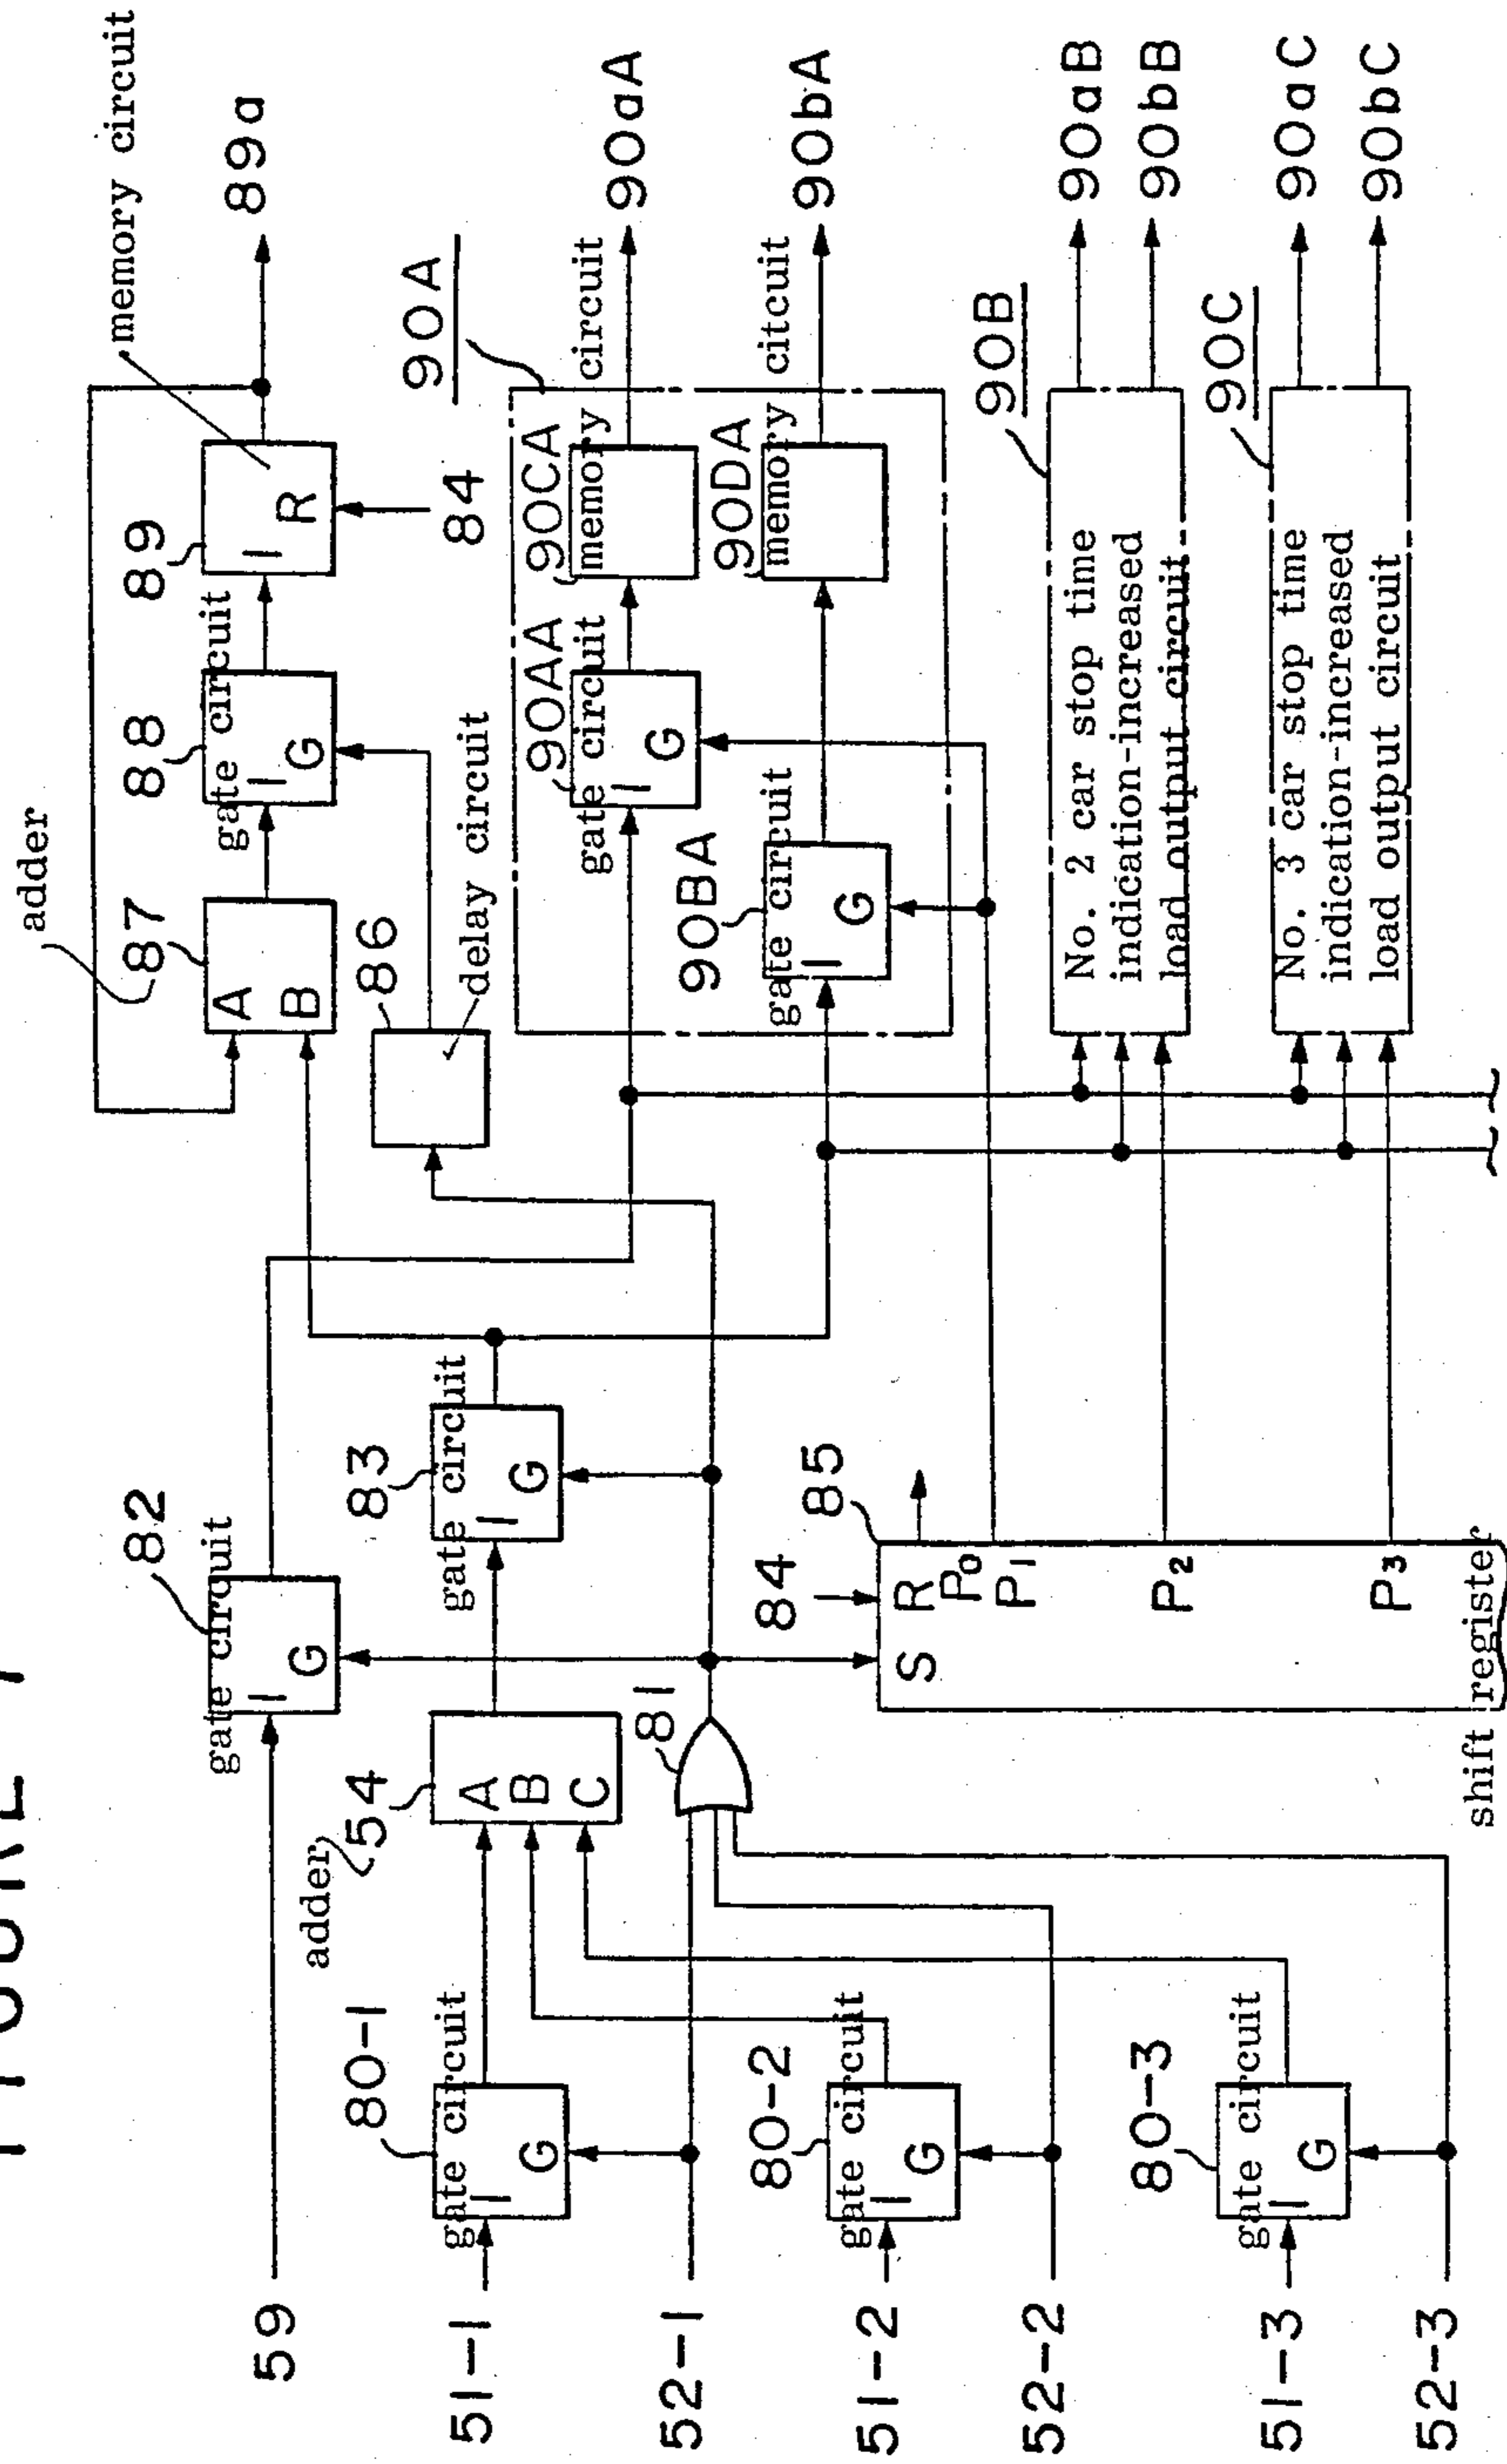 FIGURE 7
59
51-1
52-1
51-2
52-2
51-3
52-3
80-1
gate circuit
I
G
80-2
gate circuit
I
G
80-3
gate circuit
I
G
adder
54
A
B
C
81
82
gate circuit
I
G
83
gate circuit
I
G
84
85
S
R
P0
P1
P2
P3
shift register
86
delay circuit
adder
87
A
B
88
gate circuit
I
G
89
I
R
84
memory circuit
89a
90A
90AA
gate circuit
I
G
90BA
gate circuit
I
G
90CA
memory circuit
90DA
memory citcuit
90aA
90bA
90B
No. 2 car stop time
indication-increased
load output circuit
90aB
90bB
90C
No. 3 car stop time
indication-increased
load output circuit
90aC
90bC